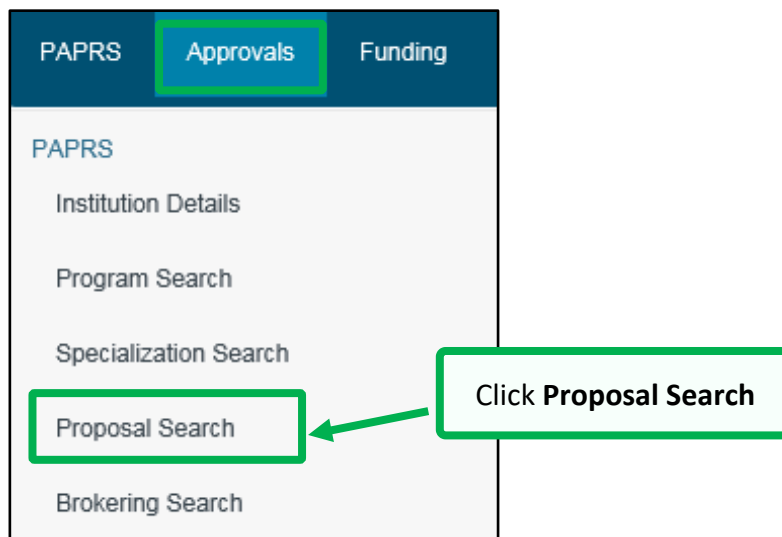 PAPRS Approvals Funding
PAPRS
Institution Details
Program Search
Specialization Search
Click Proposal Search
Proposal Search
Brokering Search